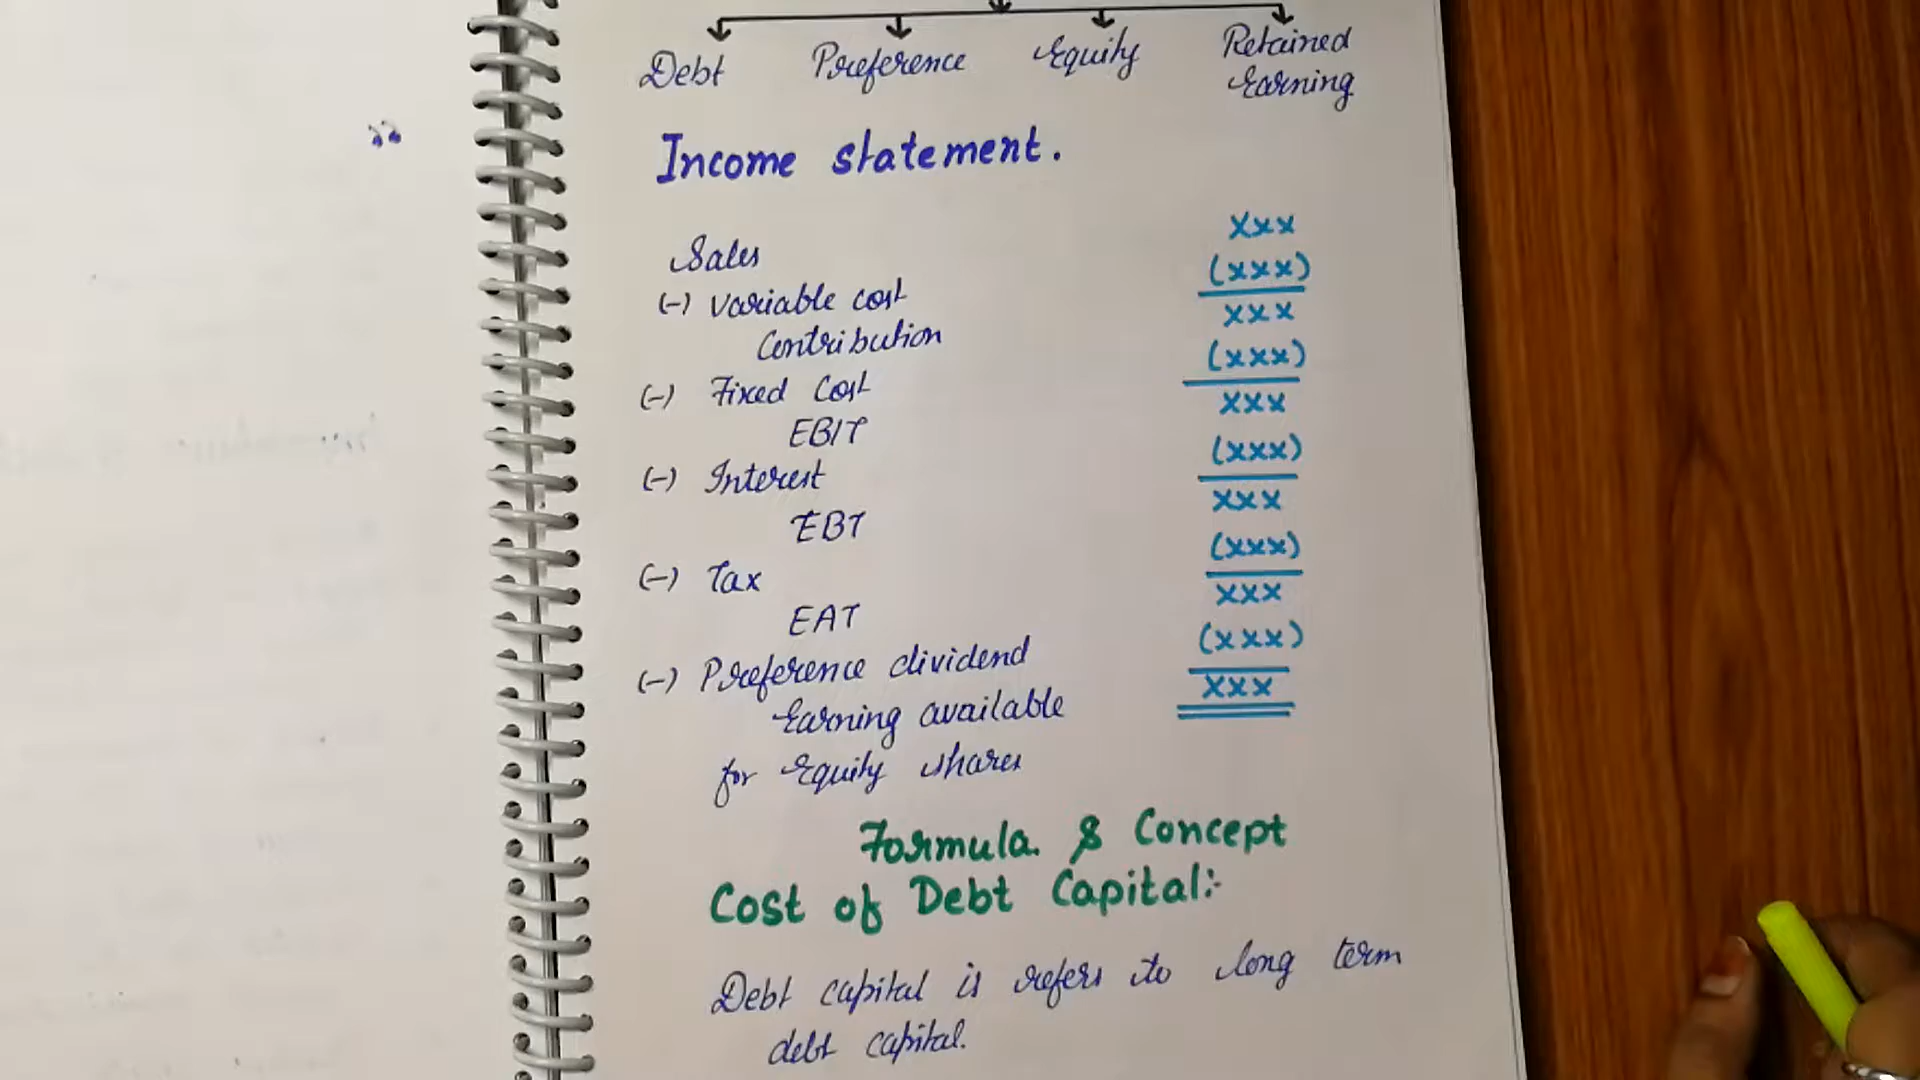 Debt Preference Equity Retained Earning
Income statement.
Sales xxx
(-) variable cost (xxx)
Contribution xxx
(-) Fixed Cost (xxx)
EBIT xxx
(-) Interest (xxx)
EBT xxx
(-) Tax (xxx)
EAT xxx
(-) Preference dividend (xxx)
Earning available xxx
for Equity shares
Formula & Concept
Cost of Debt Capital:-
Debt capital is refers to long term
debt capital.